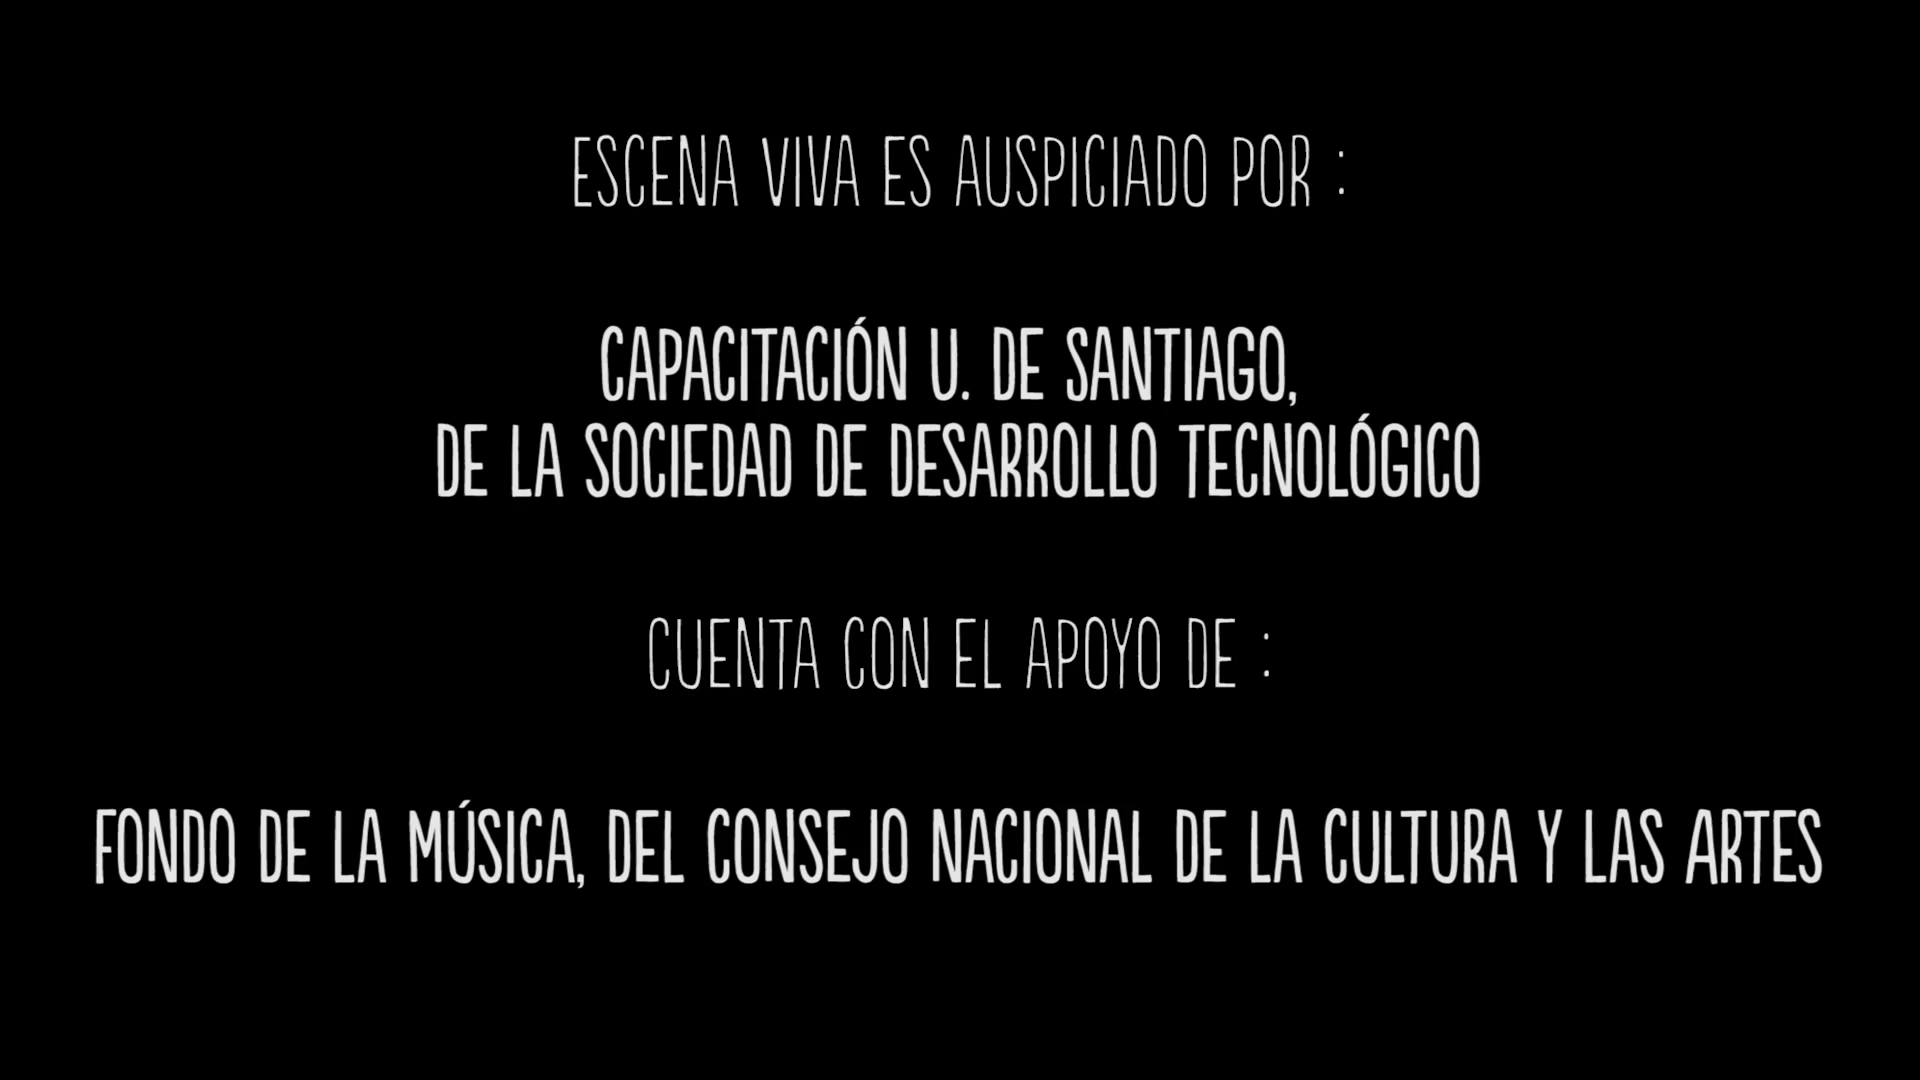 ESCENA VIVA ES AUSPICIADO POR :
CAPACITACIÓN U. DE SANTIAGO,
DE LA SOCIEDAD DE DESARROLLO TECNOLÓGICO
CUENTA CON EL APOYO DE :
FONDO DE LA MÚSICA, DEL CONSEJO NACIONAL DE LA CULTURA Y LAS ARTES